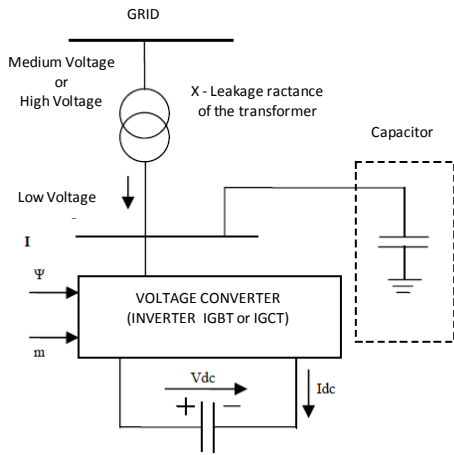 GRID
Medium Voltage
or
High Voltage
X - Leakage ractance
of the transformer
Capacitor
Low Voltage
I
Ψ
VOLTAGE CONVERTER
(INVERTER IGBT or IGCT)
m
Vdc
Idc
+
−